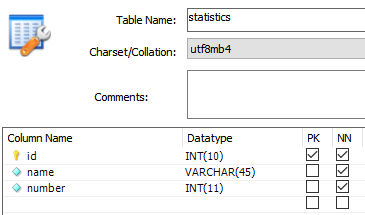 Table Name: statistics
Charset/Collation: utf8mb4
Comments:
Column Name Datatype PK NN
id INT(10)
name VARCHAR(45)
number INT(11)